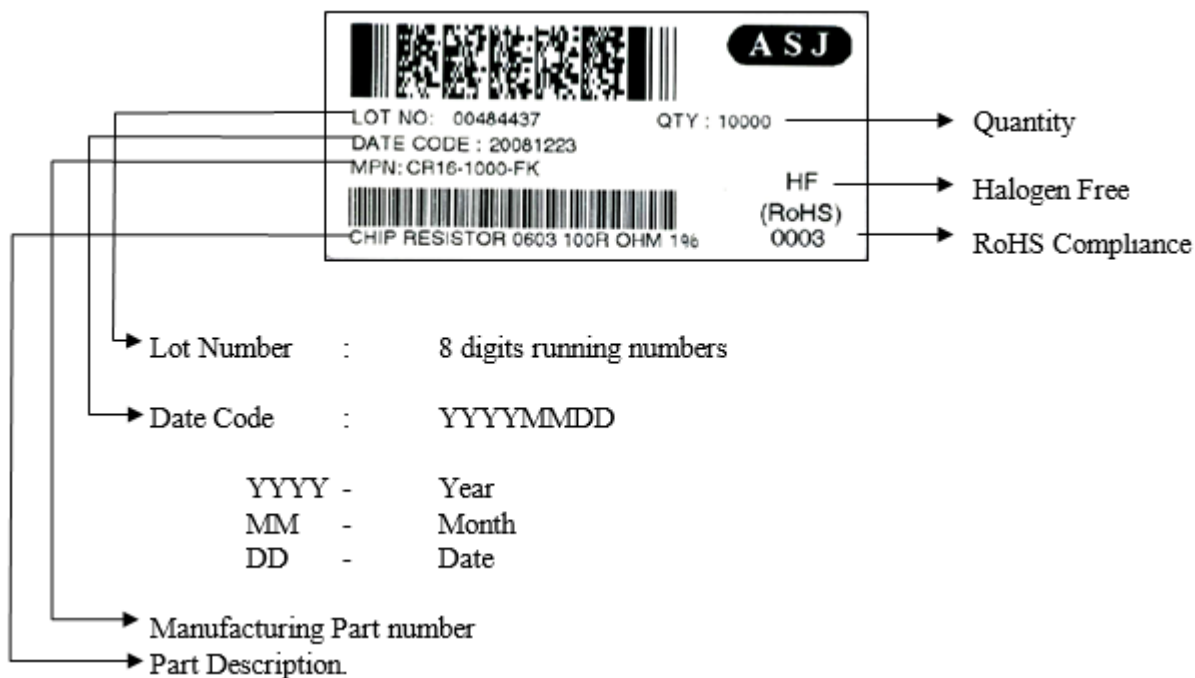 A S J
LOT NO: 00484437 QTY : 10000
Quantity
DATE CODE : 20081223
MPN: CR16-1000-FK
HF
Halogen Free
(RoHS)
CHIP RESISTOR 0603 100R OHM 1%
0003
RoHS Compliance
Lot Number : 8 digits running numbers
Date Code : YYYYMMDD
YYYY - Year
MM - Month
DD - Date
Manufacturing Part number
Part Description.